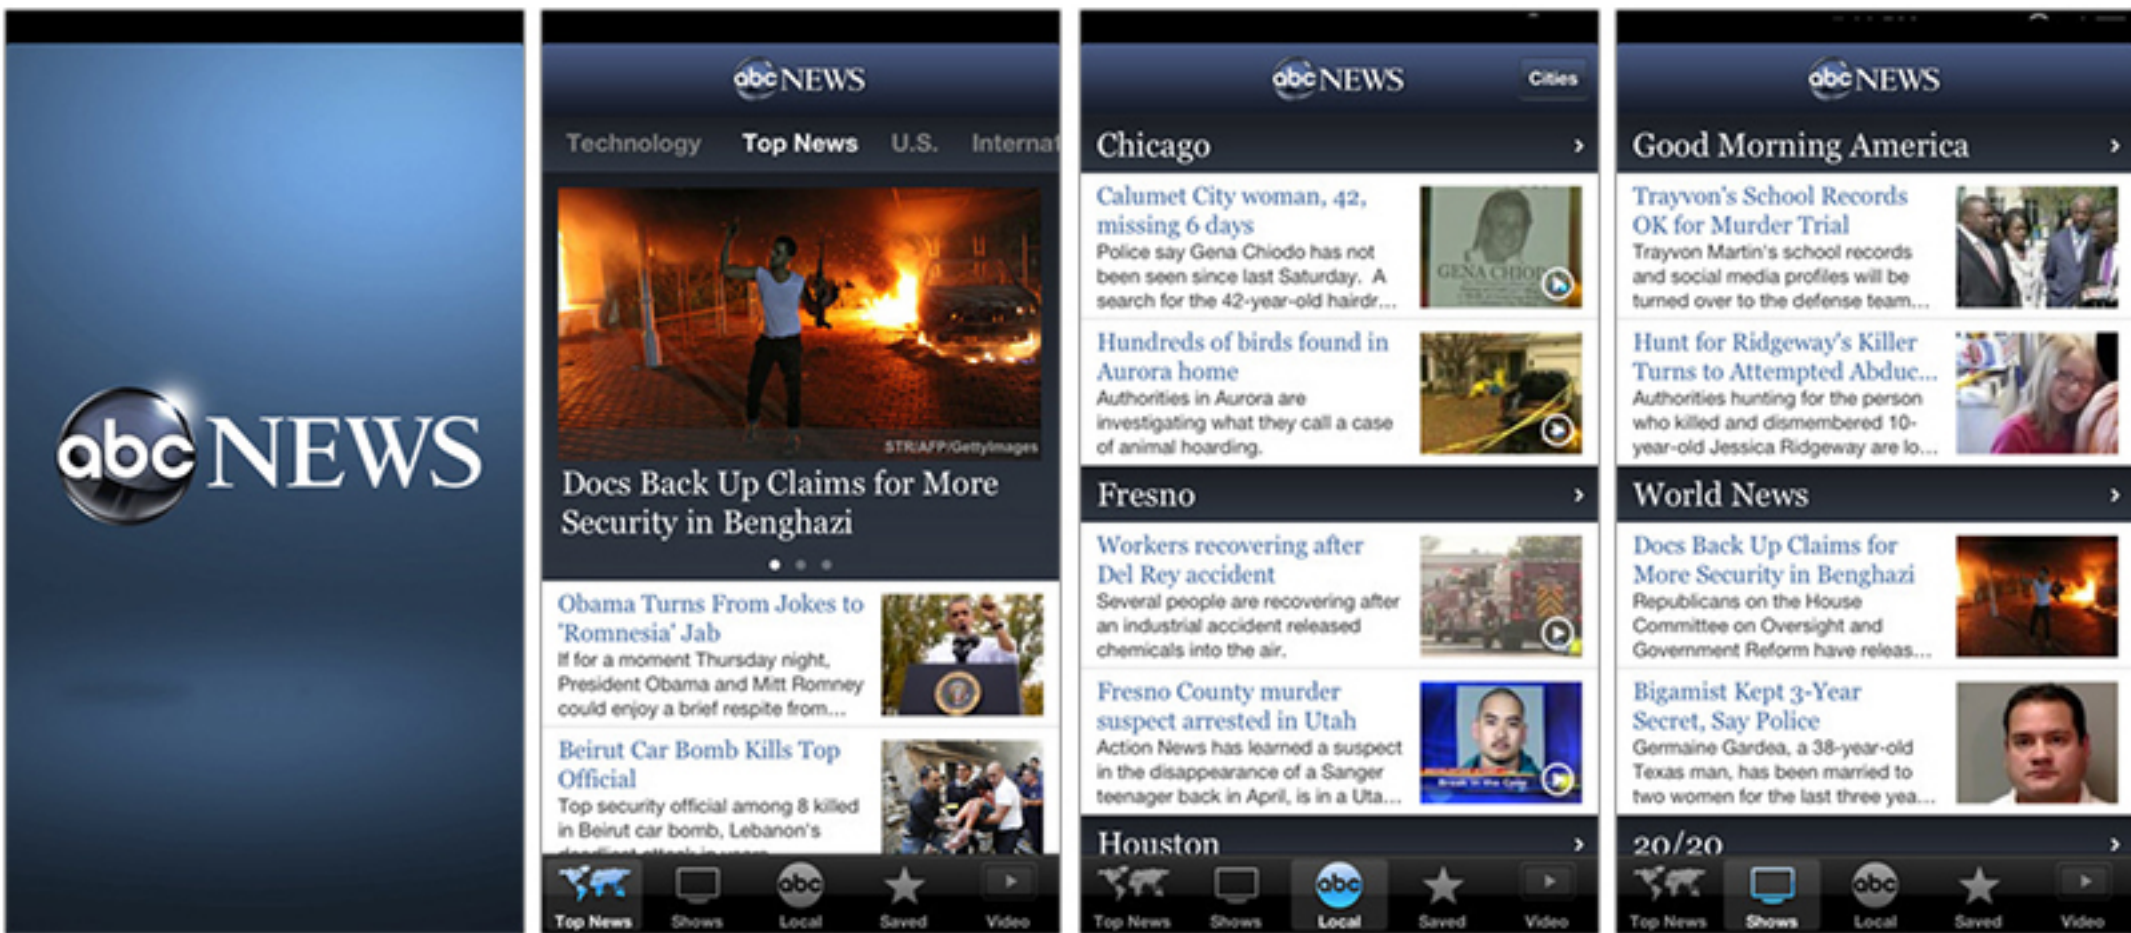 abc NEWS
abc NEWS
Technology Top News U.S. Internat
STR/AFP/GettyImages
Docs Back Up Claims for More
Security in Benghazi
Obama Turns From Jokes to
'Romnesia' Jab
If for a moment Thursday night,
President Obama and Mitt Romney
could enjoy a brief respite from...
Beirut Car Bomb Kills Top
Official
Top security official among 8 killed
in Beirut car bomb, Lebanon's
Top News Shows Local Saved Video
abc NEWS Cities
Chicago
Calumet City woman, 42,
missing 6 days
Police say Gena Chiodo has not
been seen since last Saturday. A
search for the 42-year-old hairdr...
GENA CHIOD
Hundreds of birds found in
Aurora home
Authorities in Aurora are
investigating what they call a case
of animal hoarding.
Fresno
Workers recovering after
Del Rey accident
Several people are recovering after
an industrial accident released
chemicals into the air.
Fresno County murder
suspect arrested in Utah
Action News has learned a suspect
in the disappearance of a Sanger
teenager back in April, is in a Uta...
Break in the Case
Houston
abc
Top News Shows Local Saved Video
abc NEWS
Good Morning America
Trayvon's School Records
OK for Murder Trial
Trayvon Martin's school records
and social media profiles will be
turned over to the defense team...
Hunt for Ridgeway's Killer
Turns to Attempted Abduc...
Authorities hunting for the person
who killed and dismembered 10-
year-old Jessica Ridgeway are lo...
World News
Docs Back Up Claims for
More Security in Benghazi
Republicans on the House
Committee on Oversight and
Government Reform have releas...
Bigamist Kept 3-Year
Secret, Say Police
Germaine Gardea, a 38-year-old
Texas man, has been married to
two women for the last three yea...
20/20
abc
Top News Shows Local Saved Video